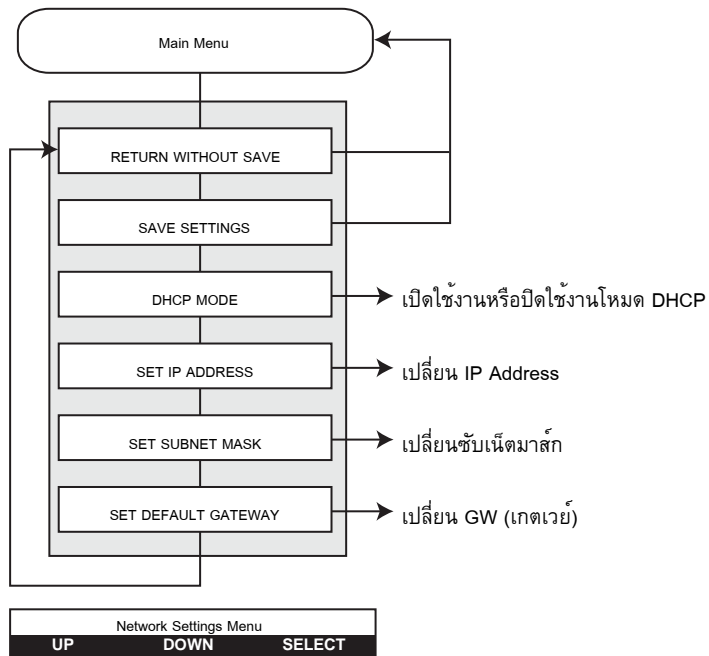 Main Menu
RETURN WITHOUT SAVE
SAVE SETTINGS
DHCP MODE
เปิดใช้งานหรือปิดใช้งานโหมด DHCP
SET IP ADDRESS
เปลี่ยน IP Address
SET SUBNET MASK
เปลี่ยนซับเน็ตมาส์ก
SET DEFAULT GATEWAY
เปลี่ยน GW (เกตเวย์)
Network Settings Menu
UP DOWN SELECT